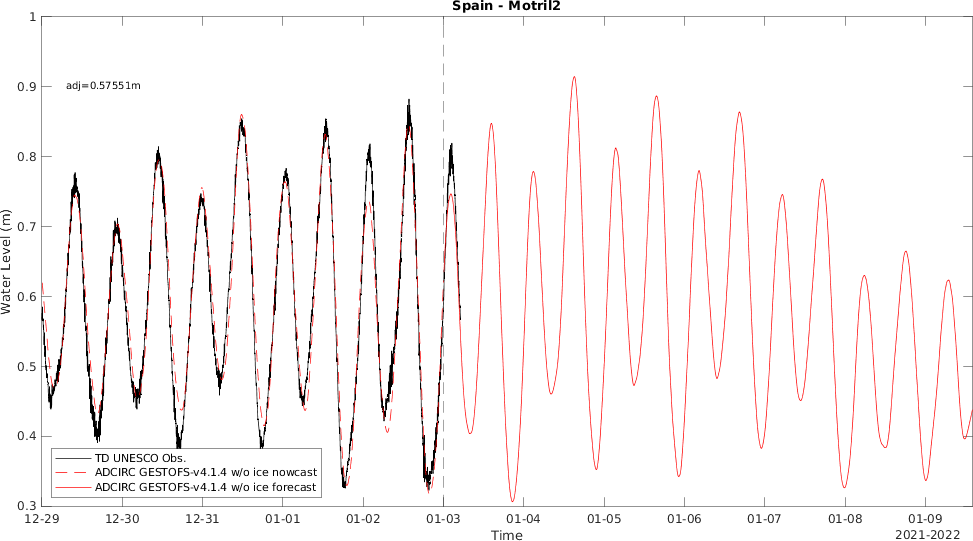 Spain - Motril2
adj=0.57551m
Water Level (m)
1
0.9
0.8
0.7
0.6
0.5
0.4
0.3
TD UNESCO Obs.
ADCIRC GESTOFS-v4.1.4 w/o ice nowcast
ADCIRC GESTOFS-v4.1.4 w/o ice forecast
12-29 12-30 12-31 01-01 01-02 01-03 01-04 01-05 01-06 01-07 01-08 01-09
Time
2021-2022